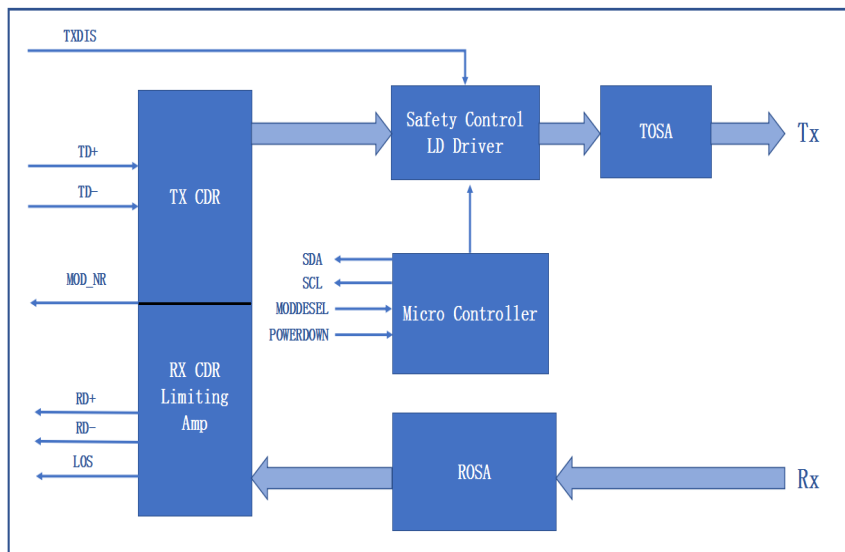 TXDIS
Safety Control
LD Driver
TOSA
Tx
TD+
TD-
TX CDR
MOD_NR
SDA
SCL
MODDESEL
POWERDOWN
Micro Controller
RX CDR
Limiting
Amp
RD+
RD-
LOS
ROSA
Rx